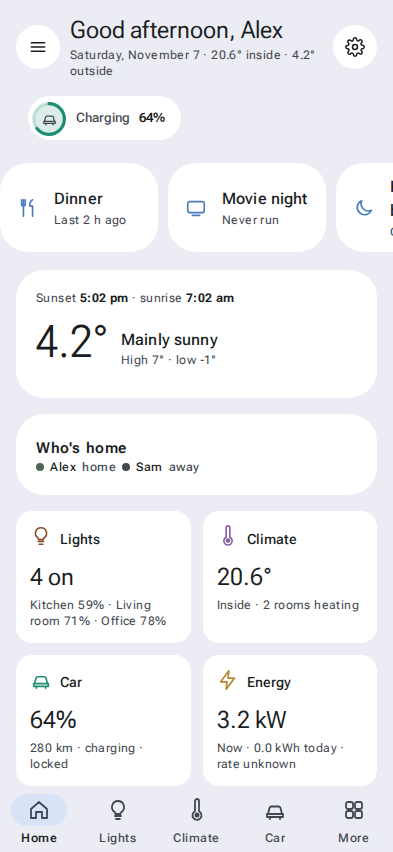 Good afternoon, Alex
Saturday, November 7 · 20.6° inside · 4.2°
outside
Charging 64%
Dinner
Last 2 h ago
Movie night
Never run
Sunset 5:02 pm · sunrise 7:02 am
4.2°
Mainly sunny
High 7° · low -1°
Who's home
Alex home Sam away
Lights
4 on
Kitchen 59% · Living
room 71% · Office 78%
Climate
20.6°
Inside · 2 rooms heating
Car
64%
280 km · charging ·
locked
Energy
3.2 kW
Now · 0.0 kWh today ·
rate unknown
Home Lights Climate Car More